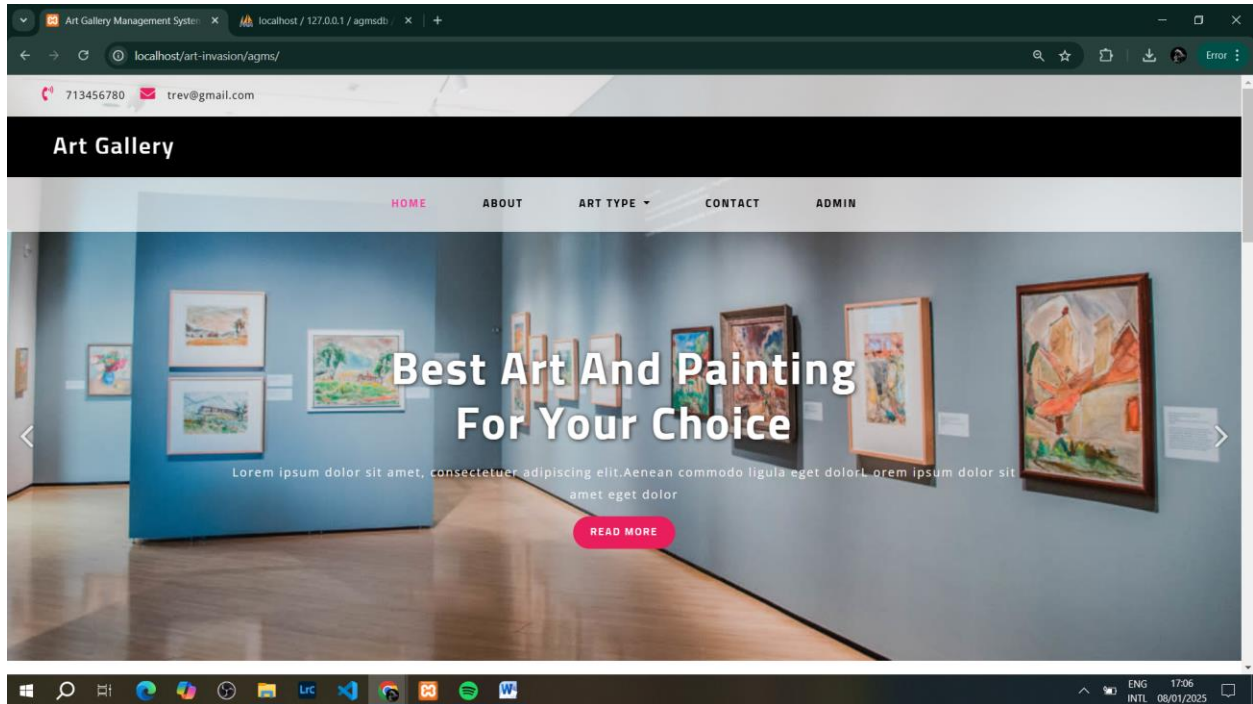 Art Gallery Management System
localhost / 127.0.0.1 / agmsdb /
localhost/art-invasion/agms/
Error
713456780 trev@gmail.com
Art Gallery
HOME ABOUT ART TYPE CONTACT ADMIN
Best Art And Painting
For Your Choice
Lorem ipsum dolor sit amet, consectetuer adipiscing elit.Aenean commodo ligula eget dolorL orem ipsum dolor sit
amet eget dolor
READ MORE
Lrc
W
ENG 17:06
INTL 08/01/2025